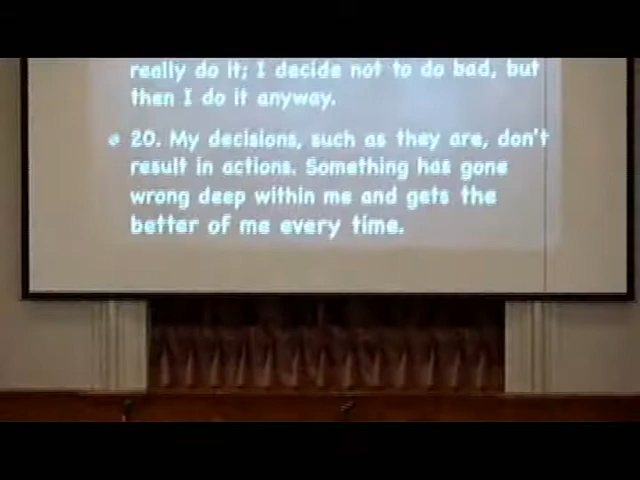 really do it; I decide not to do bad, but
then I do it anyway.
20. My decisions, such as they are, don't
result in actions. Something has gone
wrong deep within me and gets the
better of me every time.